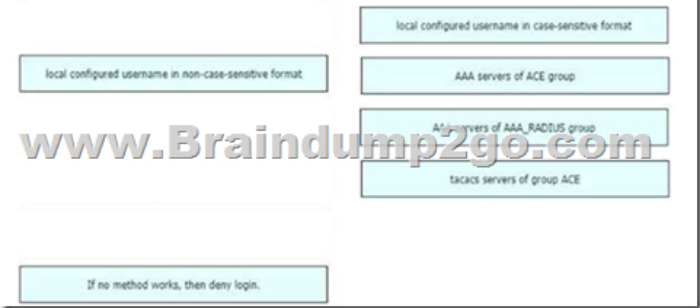 local configured username in case-sensitive format
local configured username in non-case-sensitive format
AAA servers of ACE group
servers of AAA_RADIUS group
www.Braindump2go.com
tacacs servers of group ACE
If no method works, then deny login.